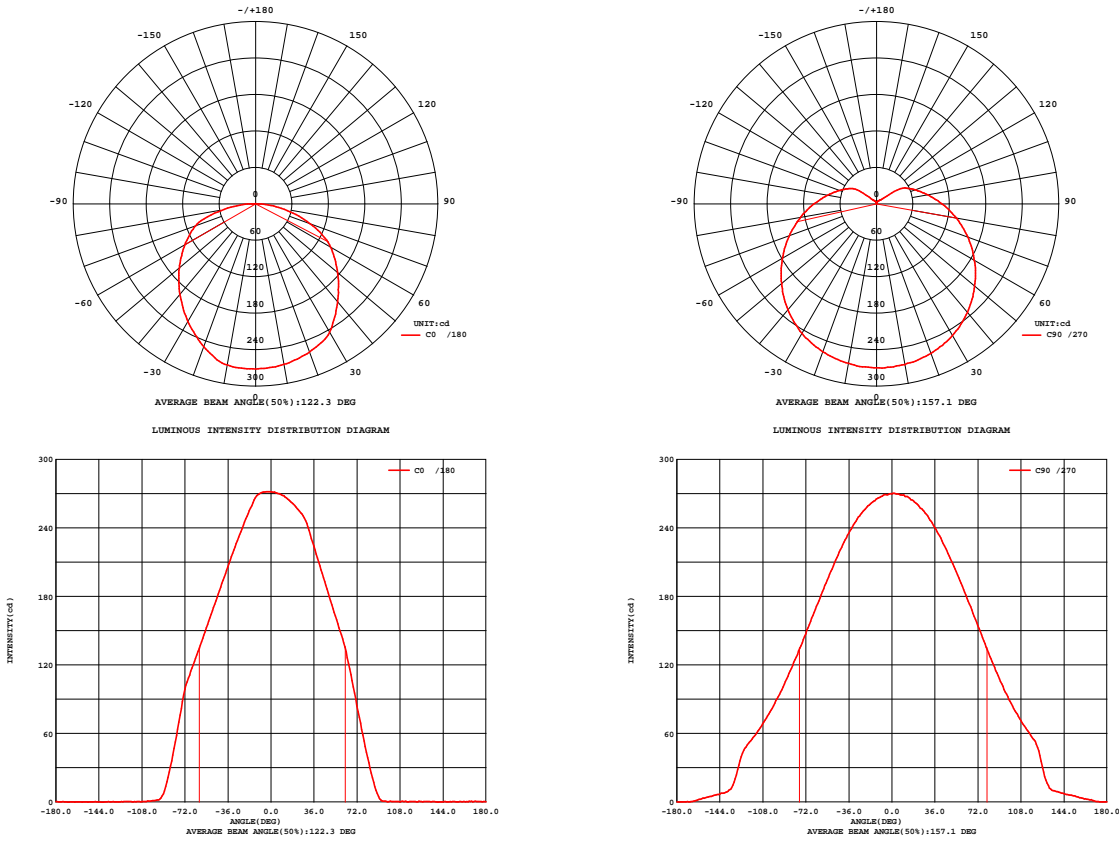 -/+180
-150
150
-120
120
-90
0
90
60
120
-60
180
60
UNIT:cd
C0 /180
240
-30
300
30
0
AVERAGE BEAM ANGLE(50%):122.3 DEG
LUMINOUS INTENSITY DISTRIBUTION DIAGRAM
-/+180
-150
150
-120
120
-90
0
90
60
120
-60
180
60
UNIT:cd
C90 /270
240
-30
300
30
0
AVERAGE BEAM ANGLE(50%):157.1 DEG
LUMINOUS INTENSITY DISTRIBUTION DIAGRAM
300
C0 /180
240
180
INTENSITY(cd)
120
60
0
-180.0 -144.0 -108.0 -72.0 -36.0 0.0 36.0 72.0 108.0 144.0 180.0
ANGLE(DEG)
AVERAGE BEAM ANGLE(50%):122.3 DEG
300
C90 /270
240
180
INTENSITY(cd)
120
60
0
-180.0 -144.0 -108.0 -72.0 -36.0 0.0 36.0 72.0 108.0 144.0 180.0
ANGLE(DEG)
AVERAGE BEAM ANGLE(50%):157.1 DEG